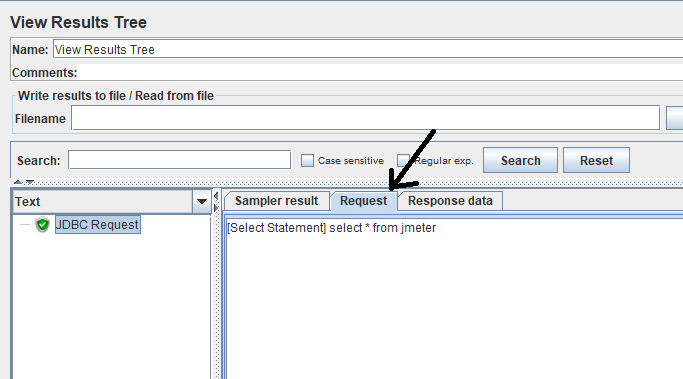 View Results Tree
Name: View Results Tree
Comments:
Write results to file / Read from file
Filename
Search: Case sensitive Regular exp. Search Reset
Text Sampler result Request Response data
JDBC Request [Select Statement] select * from jmeter